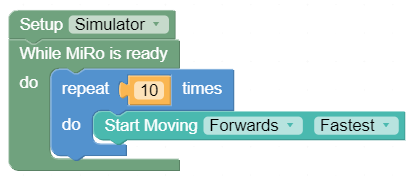 Setup Simulator
While MiRo is ready
do repeat 10 times
do Start Moving Forwards Fastest